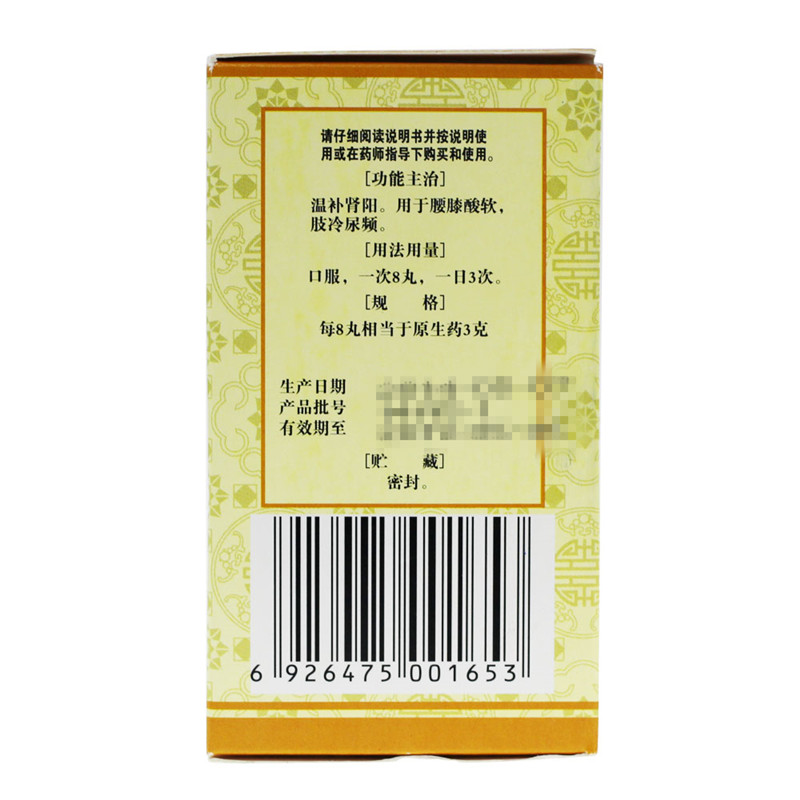 请仔细阅读说明书并按说明使
用或在药师指导下购买和使用。
[功能主治]
温补肾阳。用于腰膝酸软，
肢冷尿频。
[用法用量]
口服，一次8丸，一日3次。
[规　　格]
每8丸相当于原生药3克
生产日期
产品批号
有效期至
[贮　　藏]
密封。
6 926475 001653